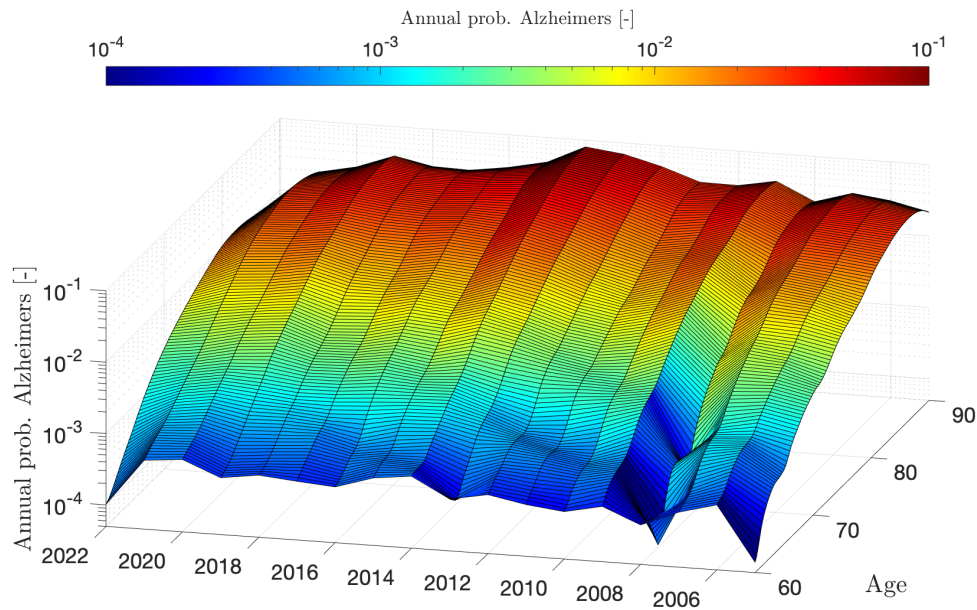 Annual prob. Alzheimers [-]
10-4 10-3 10-2 10-1
Annual prob. Alzheimers [-]
10-1
10-2
10-3
10-4
2022 2020 2018 2016 2014 2012 2010 2008 2006
60 70 80 90
Age